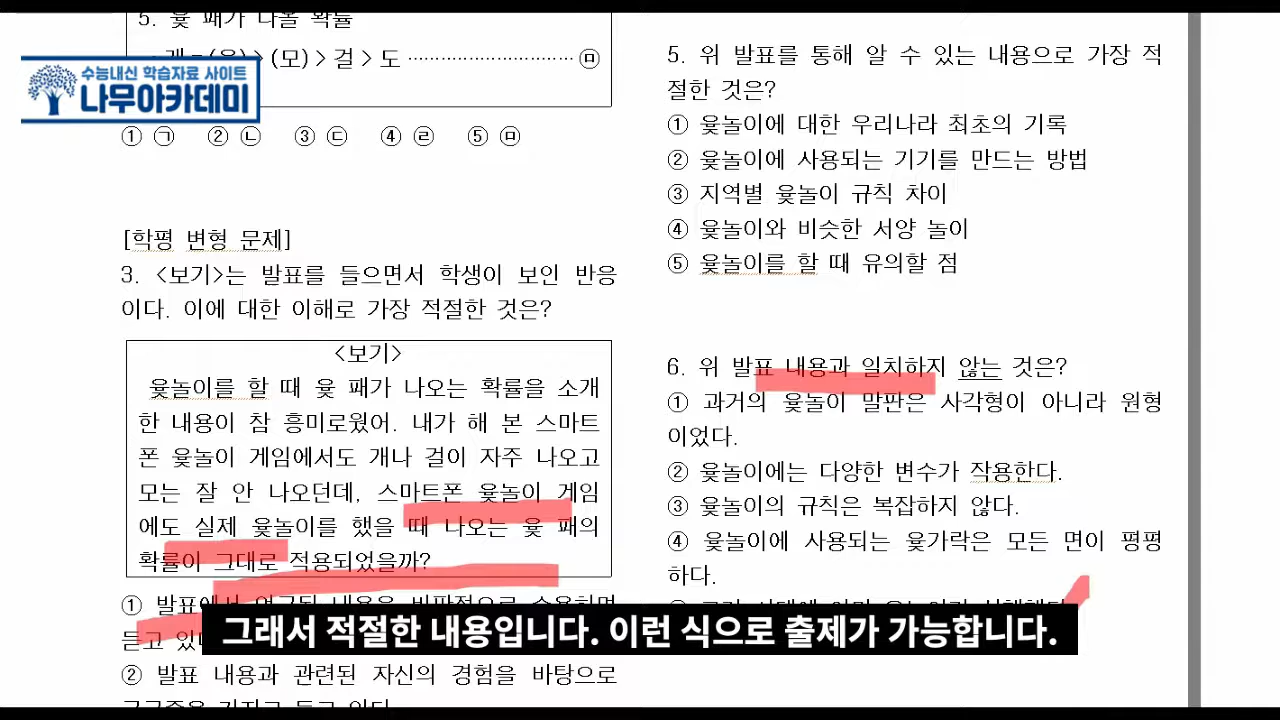 5. 윷 패가 나올 확률
(모) > 걸 > 도 ································ ㉤
수능내신 학습자료 사이트
나무아카데미
① ㉠ ② ㉡ ③ ㉢ ④ ㉣ ⑤ ㉤
[학평 변형 문제]
3. <보기>는 발표를 들으면서 학생이 보인 반응
이다. 이에 대한 이해로 가장 적절한 것은?
<보기>
윷놀이를 할 때 윷 패가 나오는 확률을 소개
한 내용이 참 흥미로웠어. 내가 해 본 스마트
폰 윷놀이 게임에서도 개나 걸이 자주 나오고
모는 잘 안 나오던데, 스마트폰 윷놀이 게임
에도 실제 윷놀이를 했을 때 나오는 윷 패의
확률이 그대로 적용되었을까?
① 발표에서
듣고
② 발표 내용과 관련된 자신의 경험을 바탕으로
5. 위 발표를 통해 알 수 있는 내용으로 가장 적
절한 것은?
① 윷놀이에 대한 우리나라 최초의 기록
② 윷놀이에 사용되는 기기를 만드는 방법
③ 지역별 윷놀이 규칙 차이
④ 윷놀이와 비슷한 서양 놀이
⑤ 윷놀이를 할 때 유의할 점
6. 위 발표 내용과 일치하지 않는 것은?
① 과거의 윷놀이 말판은 사각형이 아니라 원형
이었다.
② 윷놀이에는 다양한 변수가 작용한다.
③ 윷놀이의 규칙은 복잡하지 않다.
④ 윷놀이에 사용되는 윷가락은 모든 면이 평평
하다.
그래서 적절한 내용입니다. 이런 식으로 출제가 가능합니다.